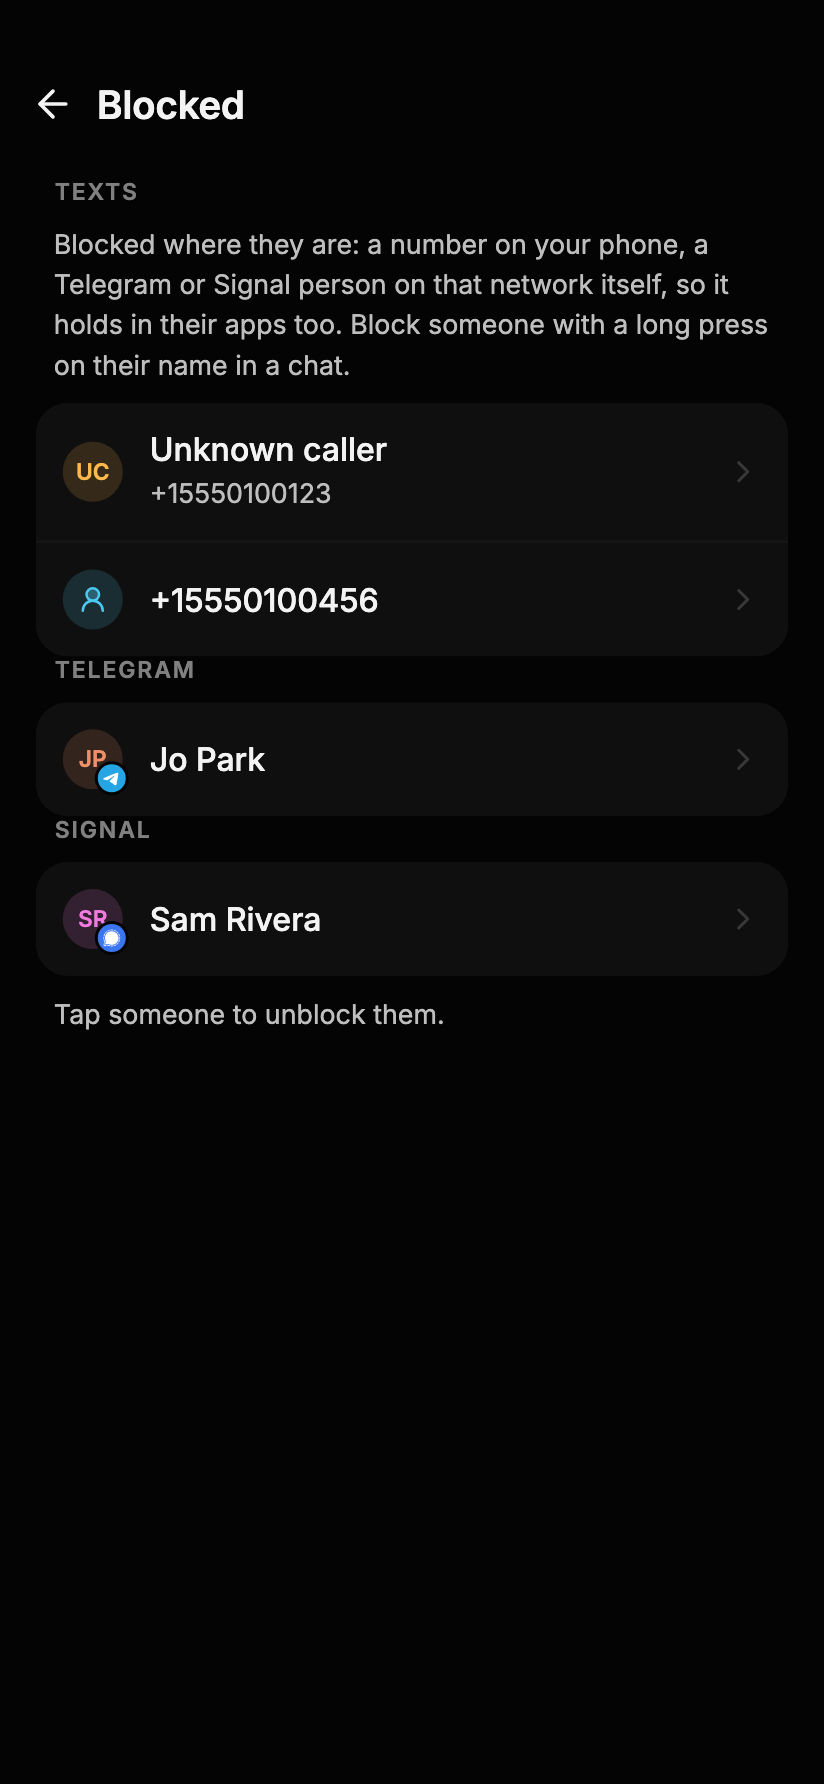 Blocked
TEXTS
Blocked where they are: a number on your phone, a
Telegram or Signal person on that network itself, so it
holds in their apps too. Block someone with a long press
on their name in a chat.
UC
Unknown caller
+15550100123
+15550100456
TELEGRAM
JP
Jo Park
SIGNAL
SR
Sam Rivera
Tap someone to unblock them.